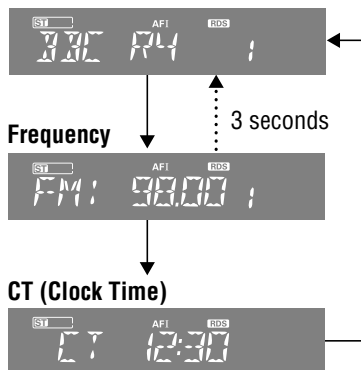 ST AFI RDS
BBC R4 1
3 seconds
Frequency
ST AFI RDS
FM1 98.00 1
CT (Clock Time)
ST AFI RDS
CT 12:30